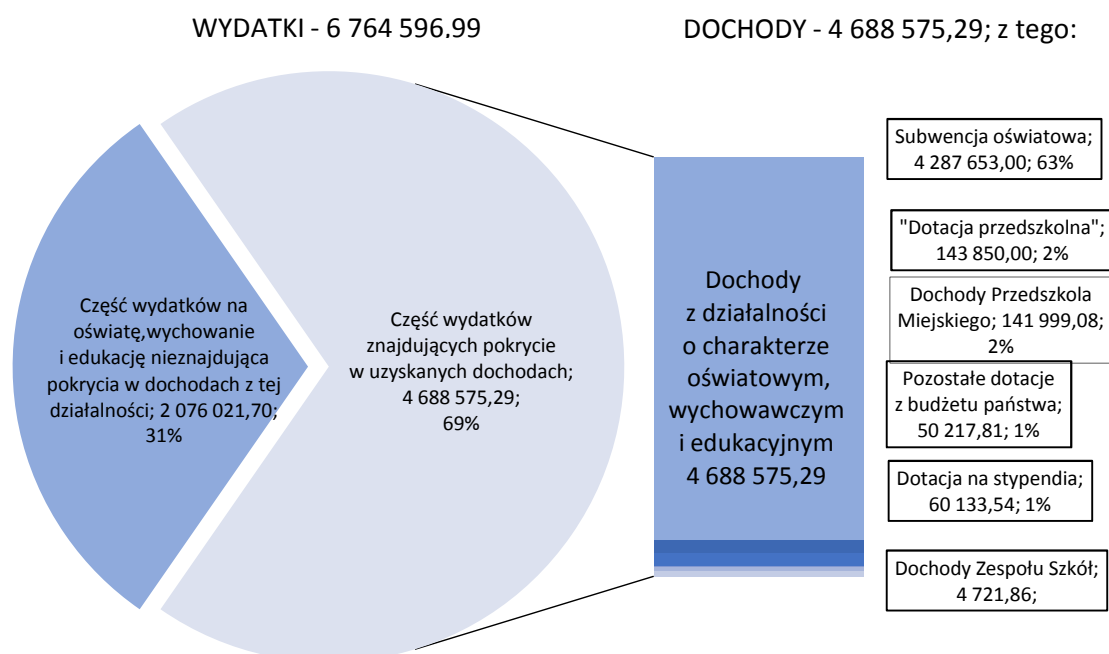 WYDATKI - 6 764 596,99
DOCHODY - 4 688 575,29; z tego:
Część wydatków na
oświatę,wychowanie
i edukację nieznajdująca
pokrycia w dochodach z tej
działalności; 2 076 021,70;
31%
Część wydatków
znajdujących pokrycie
w uzyskanych dochodach;
4 688 575,29;
69%
Dochody
z działalności
o charakterze
oświatowym,
wychowawczym
i edukacyjnym
4 688 575,29
Subwencja oświatowa;
4 287 653,00; 63%
"Dotacja przedszkolna";
143 850,00; 2%
Dochody Przedszkola
Miejskiego; 141 999,08;
2%
Pozostałe dotacje
z budżetu państwa;
50 217,81; 1%
Dotacja na stypendia;
60 133,54; 1%
Dochody Zespołu Szkół;
4 721,86;